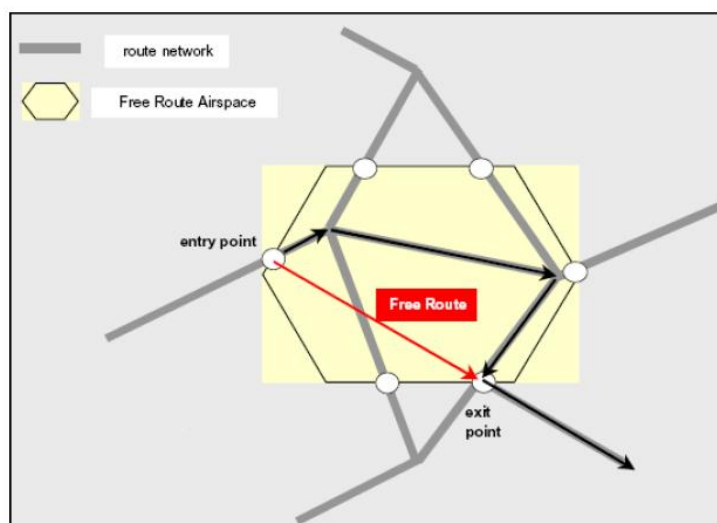 route network
Free Route Airspace
entry point
Free Route
exit
point